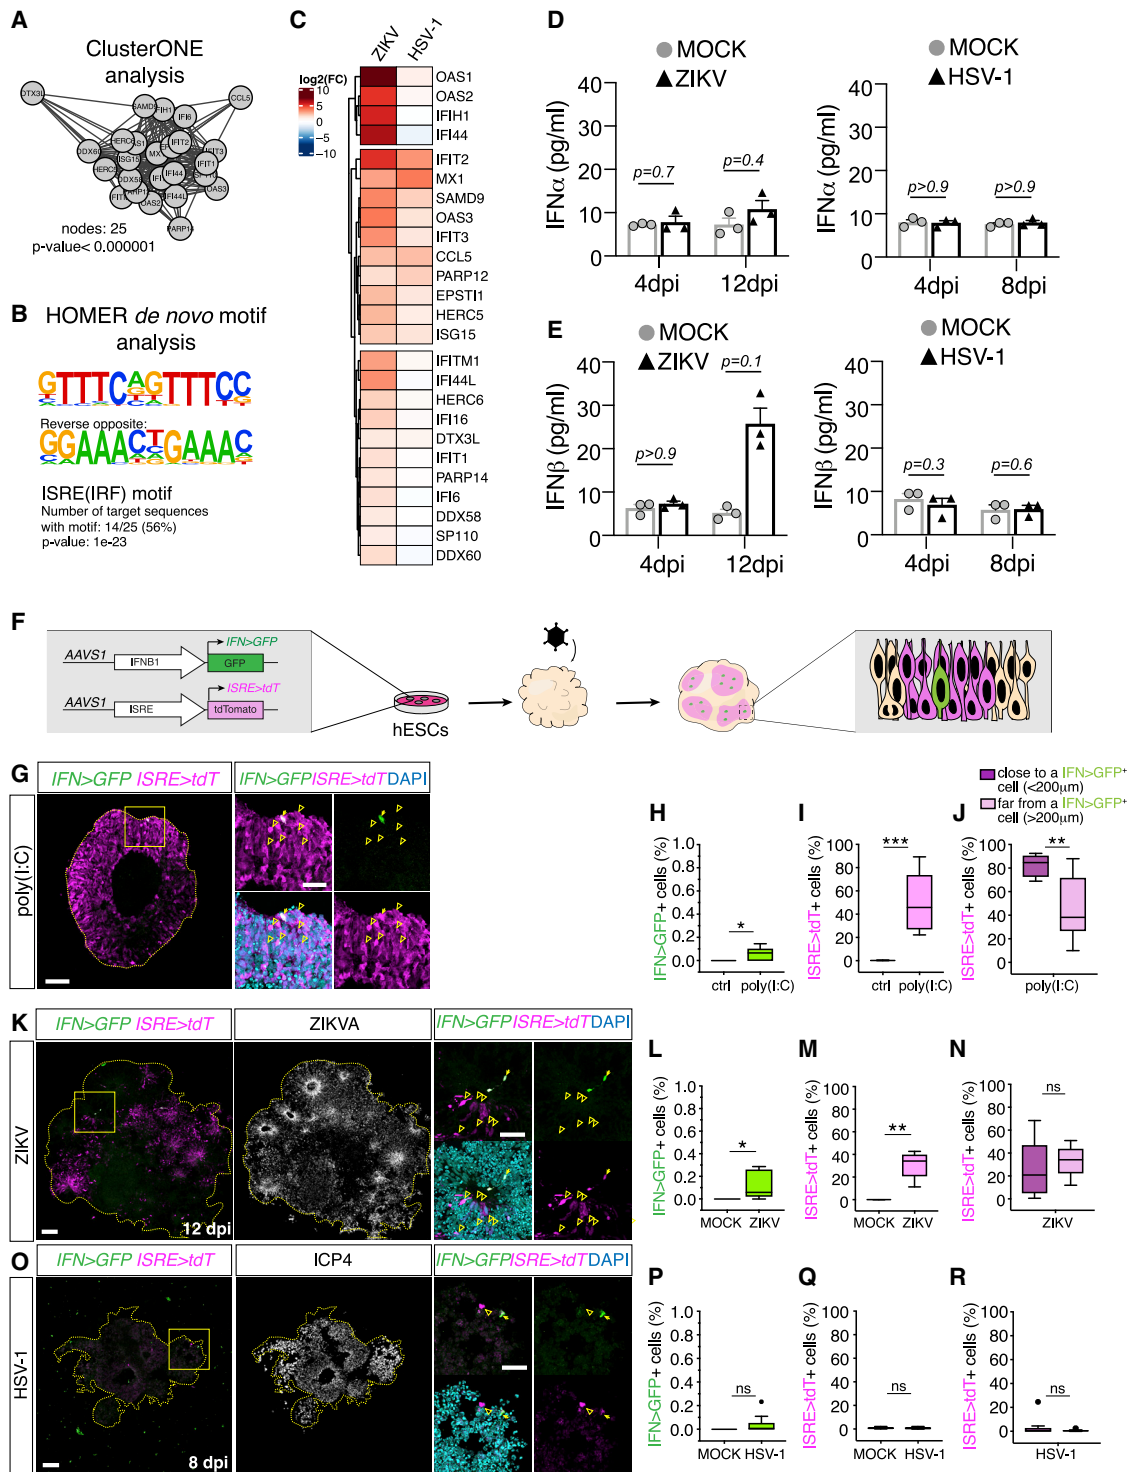 A
ClusterONE
analysis
DTX3L
SAMD9
IFIH1
IFI6
CCL5
HERC6
OAS1
IFIT2
DDX60
ISG15
MX1
IFIT3
IFIT1
HERC5
DDX58
IFI44
PARP12
OAS2
IFI44L
OAS3
PARP14
nodes: 25
p-value< 0.000001
B
HOMER de novo motif
analysis
GTTTCAGTTTCC
Reverse opposite:
GGAAACTGAAAC
ISRE(IRF) motif
Number of target sequences
with motif: 14/25 (56%)
p-value: 1e-23
C
ZIKV
HSV-1
log2(FC)
10
5
0
−5
−10
OAS1
OAS2
IFIH1
IFI44
IFIT2
MX1
SAMD9
OAS3
IFIT3
CCL5
PARP12
EPSTI1
HERC5
ISG15
IFITM1
IFI44L
HERC6
IFI16
DTX3L
IFIT1
PARP14
IFI6
DDX58
SP110
DDX60
D
MOCK
ZIKV
IFNα (pg/ml)
40
30
20
10
0
p=0.7
p=0.4
4dpi
12dpi
MOCK
HSV-1
IFNα (pg/ml)
40
30
20
10
0
p>0.9
p>0.9
4dpi
8dpi
E
MOCK
ZIKV
IFNβ (pg/ml)
40
30
20
10
0
p>0.9
p=0.1
4dpi
12dpi
MOCK
HSV-1
IFNβ (pg/ml)
40
30
20
10
0
p=0.3
p=0.6
4dpi
8dpi
F
AAVS1
IFNB1
IFN>GFP
GFP
AAVS1
ISRE
ISRE>tdT
tdTomato
hESCs
G
IFN>GFP ISRE>tdT
IFN>GFP ISRE>tdT DAPI
poly(I:C)
close to a IFN>GFP+
cell (<200µm)
far from a IFN>GFP+
cell (>200µm)
H
IFN>GFP+ cells (%)
1.0
0.8
0.6
0.4
0.2
0.0
*
ctrl poly(I:C)
I
ISRE>tdT+ cells (%)
100
80
60
40
20
0
***
ctrl poly(I:C)
J
ISRE>tdT+ cells (%)
100
80
60
40
20
0
**
poly(I:C)
K
IFN>GFP ISRE>tdT
ZIKVA
IFN>GFP ISRE>tdT DAPI
ZIKV
12 dpi
L
IFN>GFP+ cells (%)
1.0
0.8
0.6
0.4
0.2
0.0
*
MOCK ZIKV
M
ISRE>tdT+ cells (%)
100
80
60
40
20
0
**
MOCK ZIKV
N
ISRE>tdT+ cells (%)
100
80
60
40
20
0
ns
ZIKV
O
IFN>GFP ISRE>tdT
ICP4
IFN>GFP ISRE>tdT DAPI
HSV-1
8 dpi
P
IFN>GFP+ cells (%)
1.0
0.8
0.6
0.4
0.2
0.0
ns
MOCK HSV-1
Q
ISRE>tdT+ cells (%)
100
80
60
40
20
0
ns
MOCK HSV-1
R
ISRE>tdT+ cells (%)
100
80
60
40
20
0
ns
HSV-1